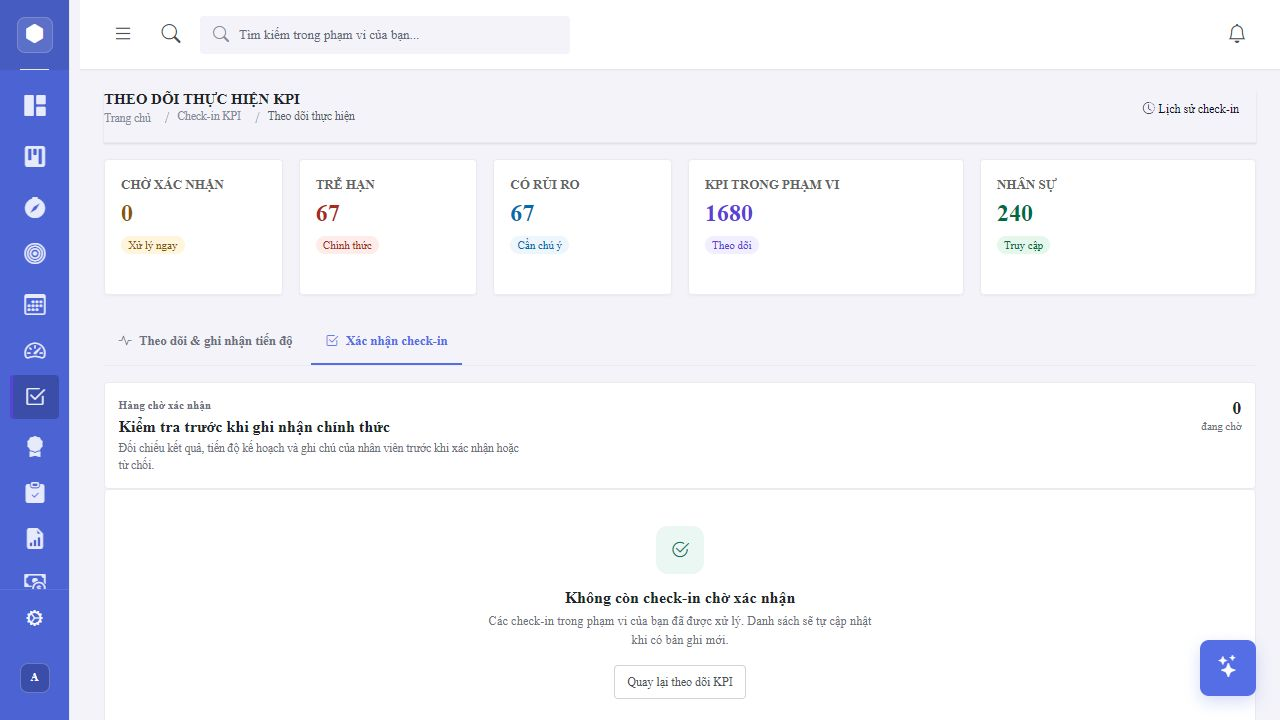 Tìm kiếm trong phạm vi của bạn...
THEO DÕI THỰC HIỆN KPI
Trang chủ / Check-in KPI / Theo dõi thực hiện
Lịch sử check-in
CHỜ XÁC NHẬN
0
Xử lý ngay
TRỄ HẠN
67
Chính thức
CÓ RỦI RO
67
Cần chú ý
KPI TRONG PHẠM VI
1680
Theo dõi
NHÂN SỰ
240
Truy cập
Theo dõi & ghi nhận tiến độ
Xác nhận check-in
Hàng chờ xác nhận
Kiểm tra trước khi ghi nhận chính thức
Đối chiếu kết quả, tiến độ kế hoạch và ghi chú của nhân viên trước khi xác nhận hoặc
từ chối.
0
đang chờ
Không còn check-in chờ xác nhận
Các check-in trong phạm vi của bạn đã được xử lý. Danh sách sẽ tự cập nhật
khi có bản ghi mới.
Quay lại theo dõi KPI
A